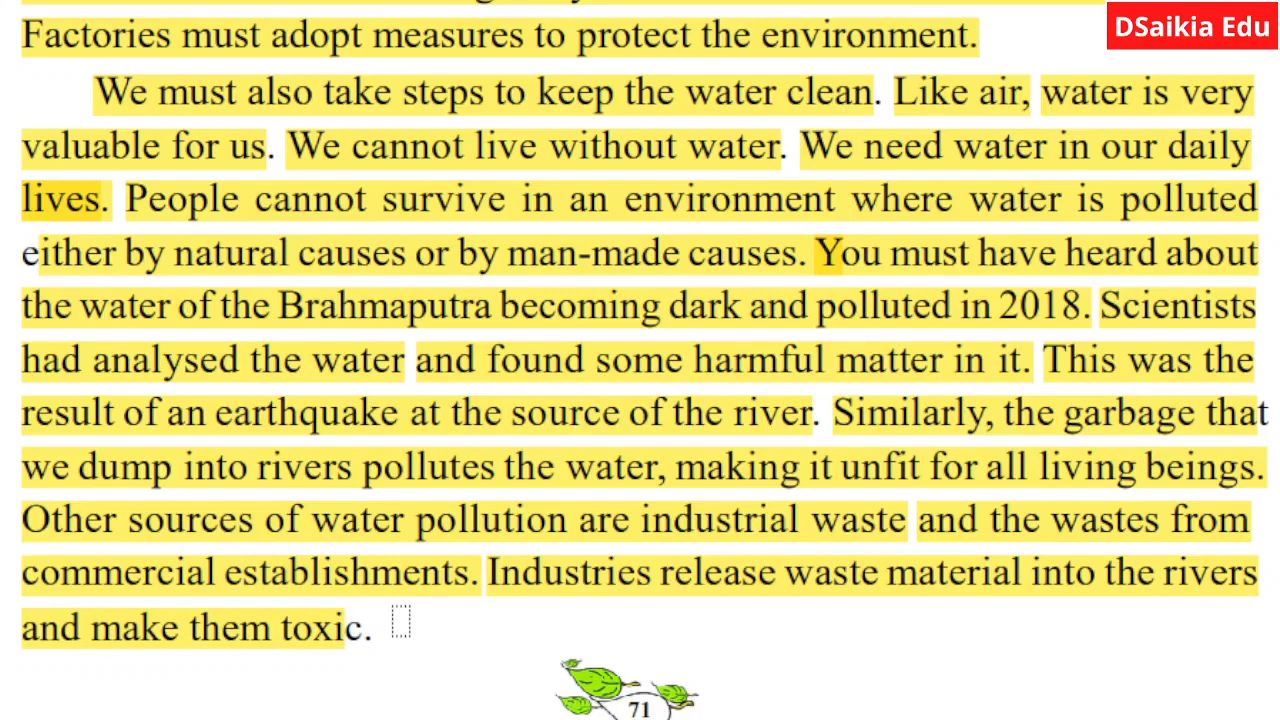 DSaikia Edu
Factories must adopt measures to protect the environment.
We must also take steps to keep the water clean. Like air, water is very
valuable for us. We cannot live without water. We need water in our daily
lives. People cannot survive in an environment where water is polluted
either by natural causes or by man-made causes. You must have heard about
the water of the Brahmaputra becoming dark and polluted in 2018. Scientists
had analysed the water and found some harmful matter in it. This was the
result of an earthquake at the source of the river. Similarly, the garbage that
we dump into rivers pollutes the water, making it unfit for all living beings.
Other sources of water pollution are industrial waste and the wastes from
commercial establishments. Industries release waste material into the rivers
and make them toxic.
71